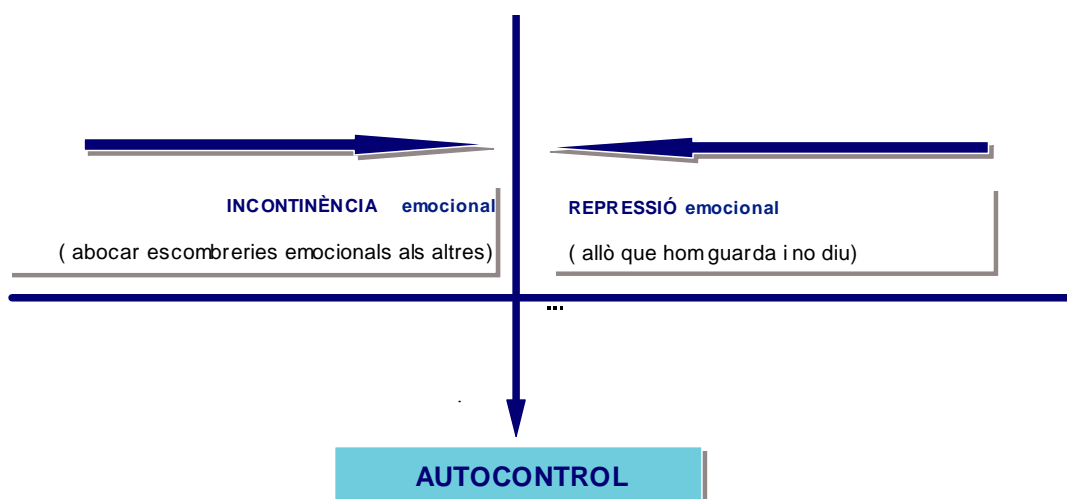 INCONTINÈNCIA emocional
( abocar escombreries emocionals als altres)
REPRESSIÓ emocional
( allò que hom guarda i no diu)
...
AUTOCONTROL